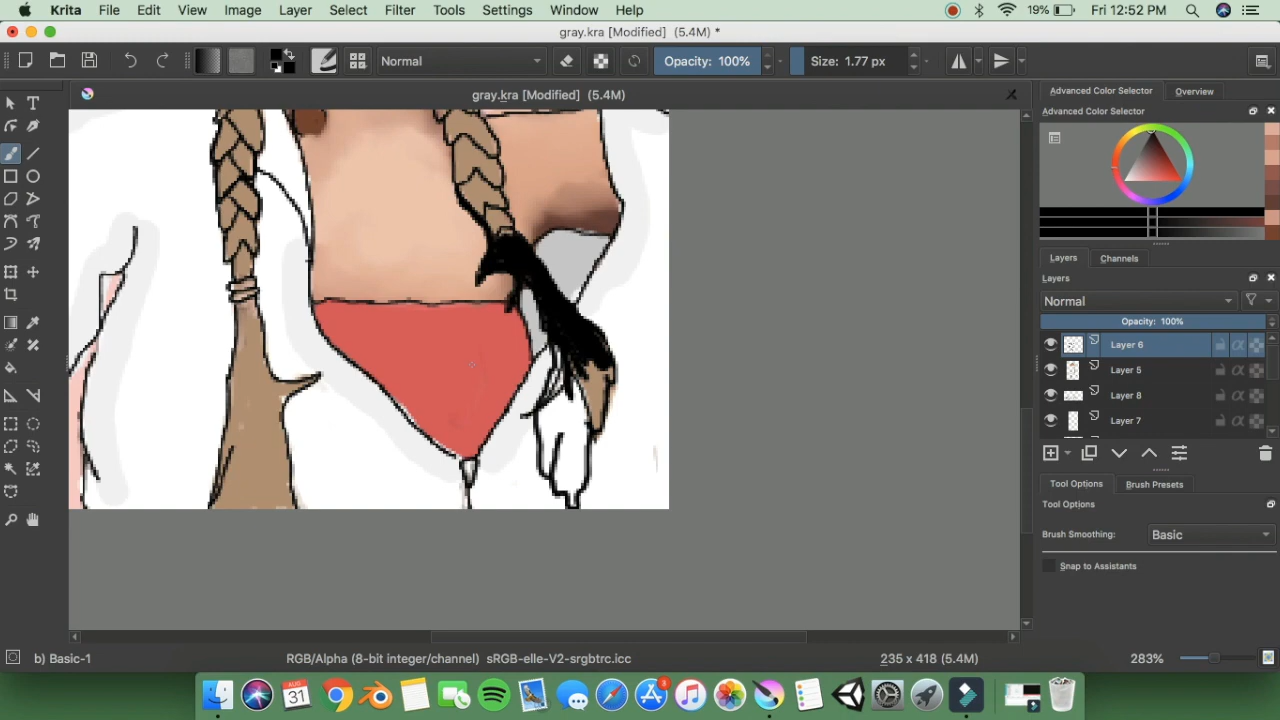 Krita File Edit View Image Layer Select Filter Tools Settings Window Help 19% Fri 12:52 PM
gray.kra [Modified] (5.4M) *
Normal Opacity: 100% Size: 1.77 px
gray.kra [Modified] (5.4M)
Advanced Color Selector Overview
Advanced Color Selector
Layers Channels
Layers
Normal
Opacity: 100%
Layer 6
Layer 5
Layer 8
Layer 7
Tool Options Brush Presets
Tool Options
Brush Smoothing: Basic
Snap to Assistants
b) Basic-1 RGB/Alpha (8-bit integer/channel) sRGB-elle-V2-srgbtrc.icc 235 x 418 (5.4M) 283%
AUG
31
3